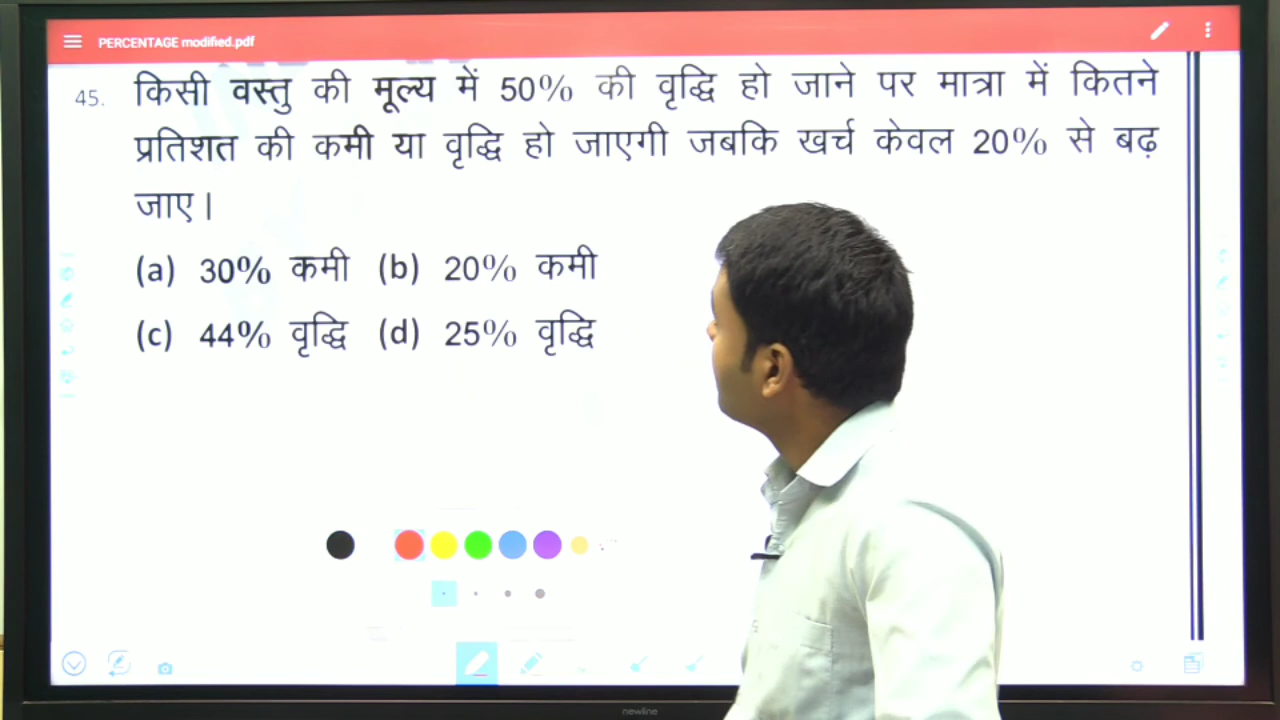 PERCENTAGE modified.pdf
45. किसी वस्तु की मूल्य में 50% की वृद्धि हो जाने पर मात्रा में कितने
प्रतिशत की कमी या वृद्धि हो जाएगी जबकि खर्च केवल 20% से बढ़
जाए।
(a) 30% कमी (b) 20% कमी
(c) 44% वृद्धि (d) 25% वृद्धि
newline